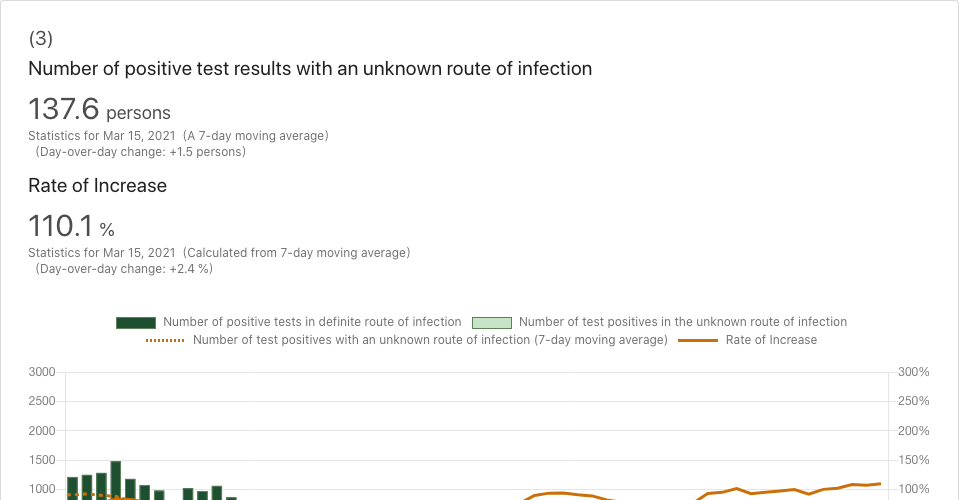 (3)
Number of positive test results with an unknown route of infection
137.6 persons
Statistics for Mar 15, 2021 (A 7-day moving average)
(Day-over-day change: +1.5 persons)
Rate of Increase
110.1 %
Statistics for Mar 15, 2021 (Calculated from 7-day moving average)
(Day-over-day change: +2.4 %)
Number of positive tests in definite route of infection Number of test positives in the unknown route of infection
Number of test positives with an unknown route of infection (7-day moving average) Rate of Increase
3000 300%
2500 250%
2000 200%
1500 150%
1000 100%